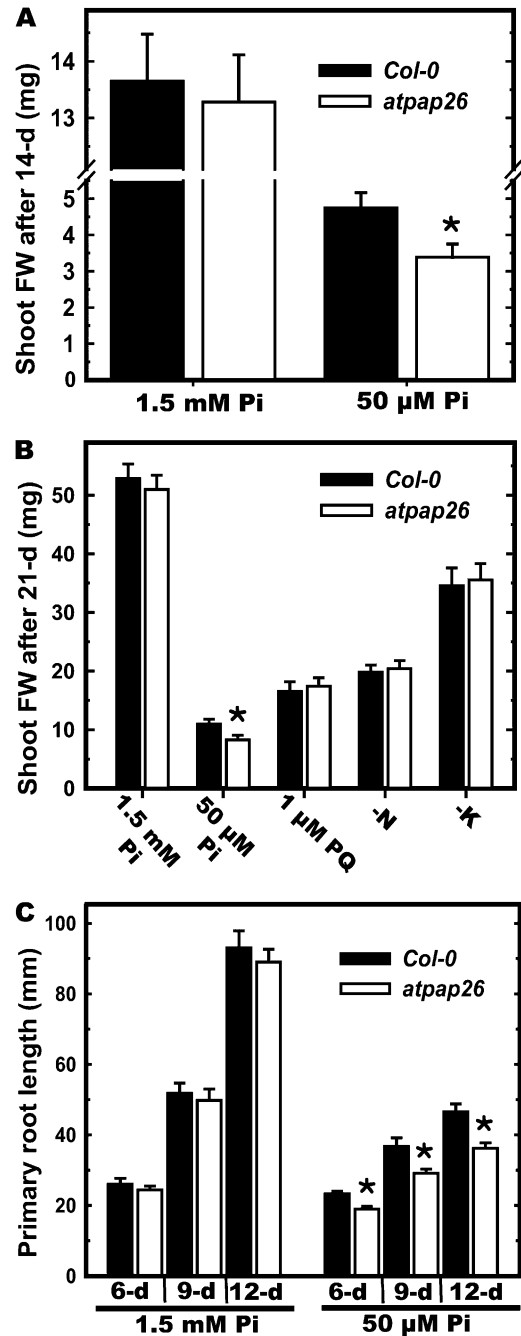 A
Shoot FW after 14-d (mg)
14
13
5
4
3
2
1
0
Col-0
atpap26
*
1.5 mM Pi
50 µM Pi
B
Shoot FW after 21-d (mg)
50
40
30
20
10
0
Col-0
atpap26
*
1.5 mM
Pi
50 µM
Pi
1 µM PQ
-N
-K
C
Primary root length (mm)
100
80
60
40
20
0
Col-0
atpap26
*
*
*
6-d 9-d 12-d
6-d 9-d 12-d
1.5 mM Pi
50 µM Pi